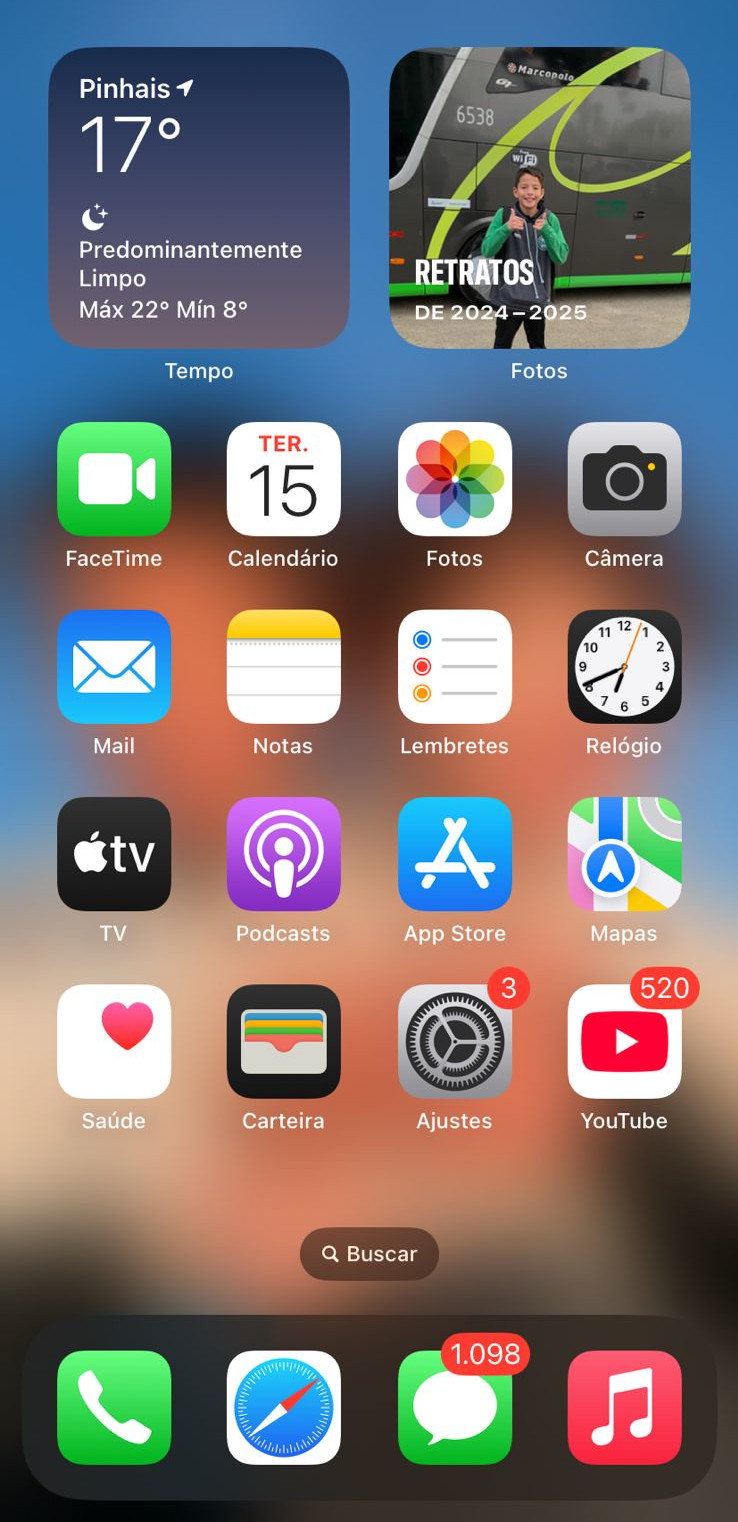 Pinhais
17°
Predominantemente
Limpo
Máx 22° Mín 8°
Tempo
Marcopolo
6538
WiFi
RETRATOS
DE 2024–2025
Fotos
TER.
15
FaceTime
Calendário
Fotos
Câmera
12
1
2
3
4
5
6
7
8
9
10
11
Mail
Notas
Lembretes
Relógio
tv
TV
Podcasts
App Store
Mapas
3
520
Saúde
Carteira
Ajustes
YouTube
Buscar
1.098